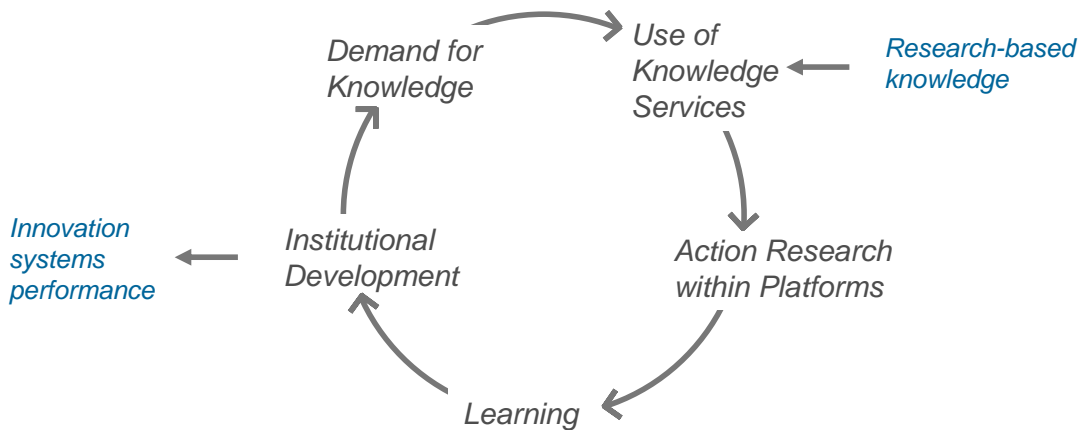 Demand for
Knowledge
Use of
Knowledge
Services
Research-based
knowledge
Action Research
within Platforms
Learning
Institutional
Development
Innovation
systems
performance